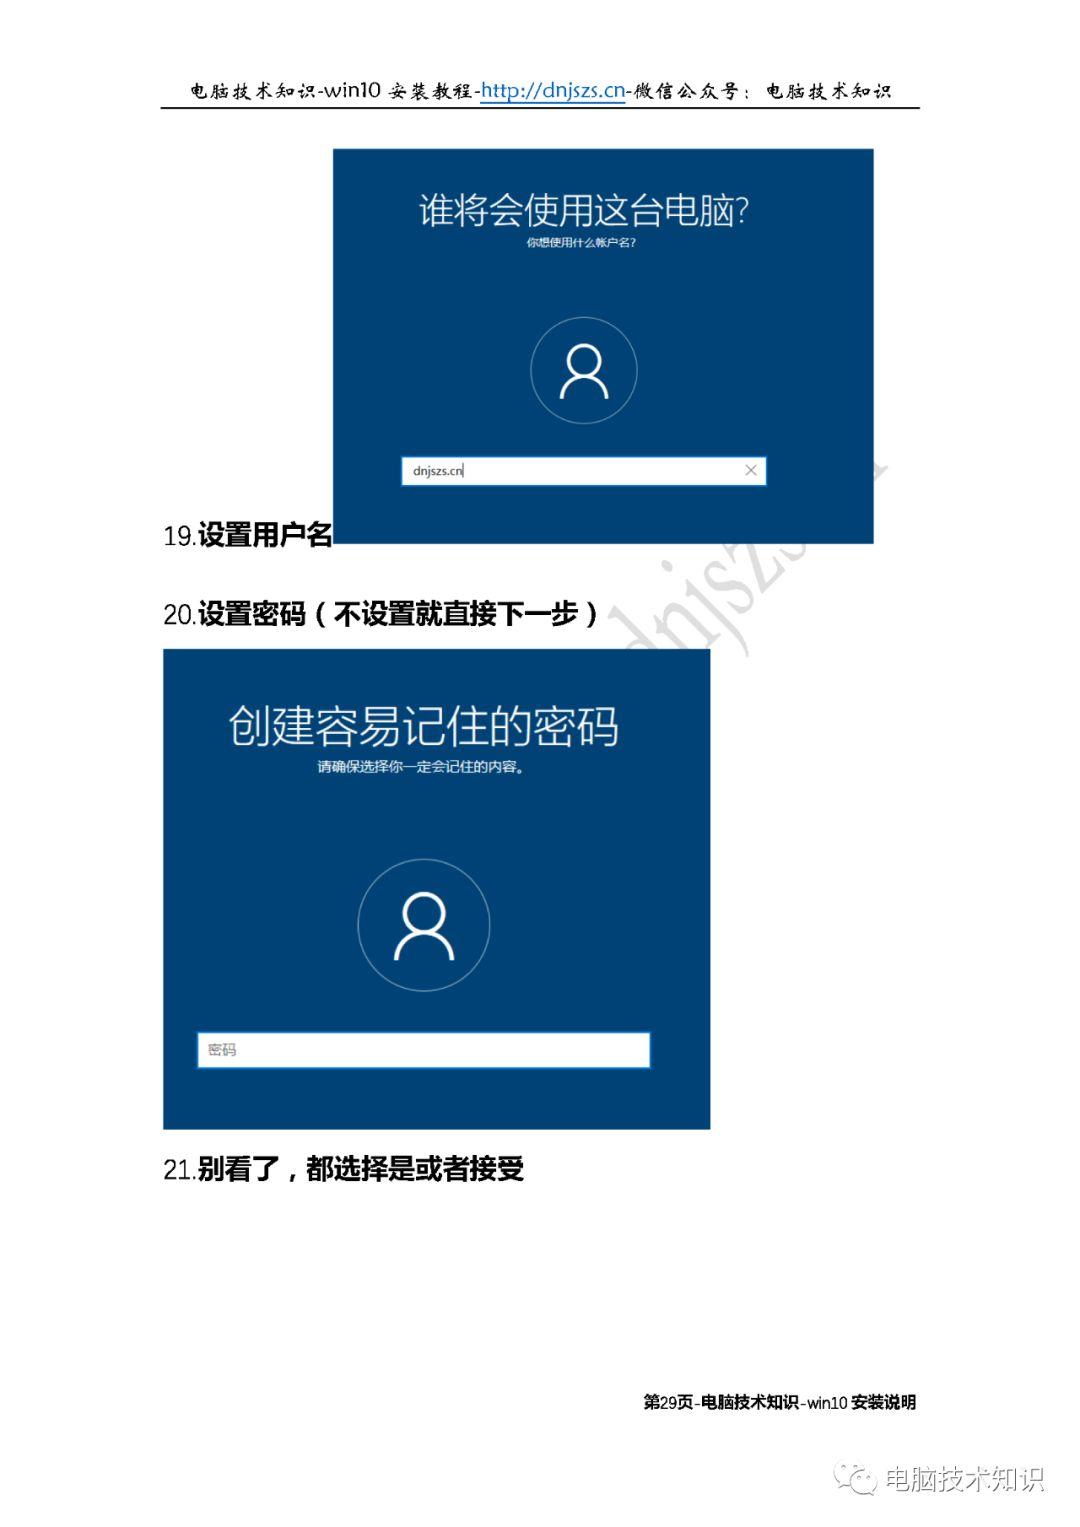 电脑技术知识-win10 安装教程-http://dnjszs.cn-微信公众号：电脑技术知识
谁将会使用这台电脑?
你想使用什么帐户名?
dnjszs.cn
19.设置用户名
20.设置密码（不设置就直接下一步）
dnjszs
创建容易记住的密码
请确保选择你一定会记住的内容。
密码
21.别看了，都选择是或者接受
第29页-电脑技术知识-win10 安装说明
电脑技术知识